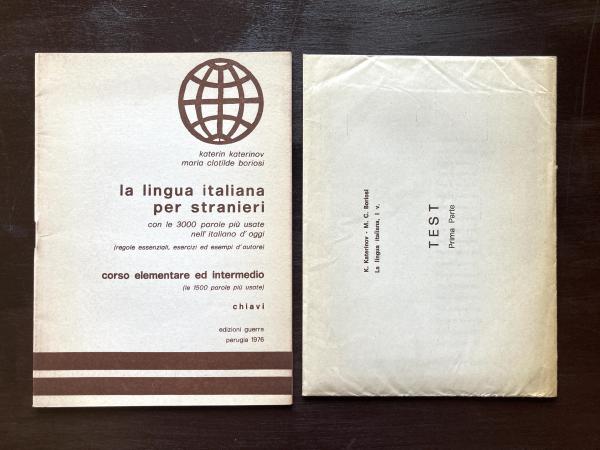 katerin katerinov
maria clotilde boriosi
la lingua italiana
per stranieri
con le 3000 parole più usate
nell'italiano d'oggi
(regole essenziali, esercizi ed esempi d'autore)
corso elementare ed intermedio
(le 1500 parole più usate)
chiavi
edizioni guerra
perugia 1976
K. Katerinov - M. C. Boriosi
La lingua italiana, I v.
TEST
Prima Parte